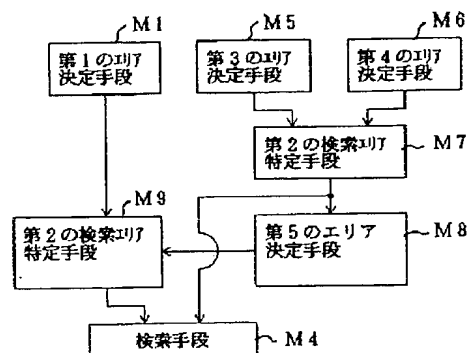 M1
M5
M6
第1のエリア
決定手段
第3のエリア
決定手段
第4のエリア
決定手段
第2の検索エリア
特定手段
M7
M9
第2の検索エリア
特定手段
第5のエリア
決定手段
M8
検索手段
M4